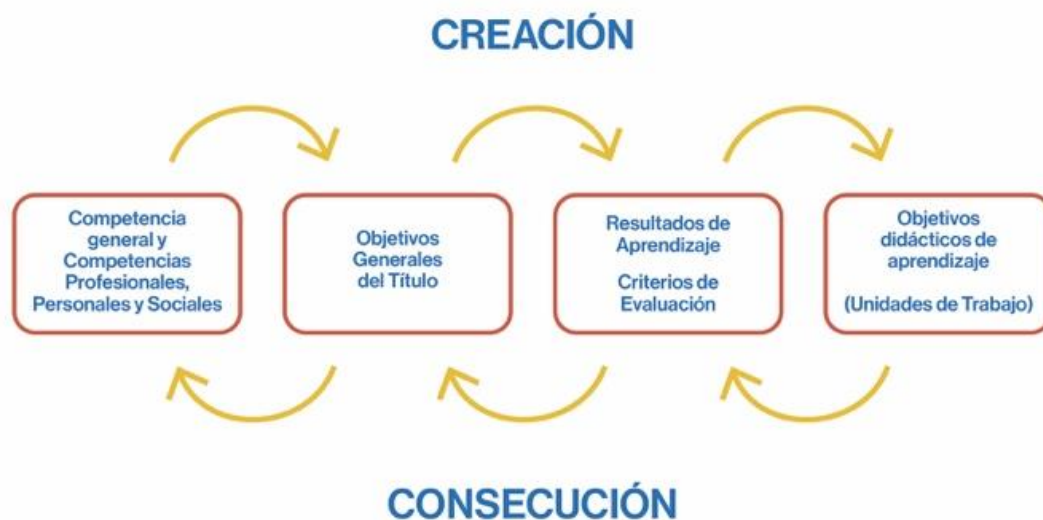 CREACIÓN
Competencia
general y
Competencias
Profesionales,
Personales y Sociales
Objetivos
Generales
del Título
Resultados de
Aprendizaje
Criterios de
Evaluación
Objetivos
didácticos de
aprendizaje
(Unidades de Trabajo)
CONSECUCIÓN